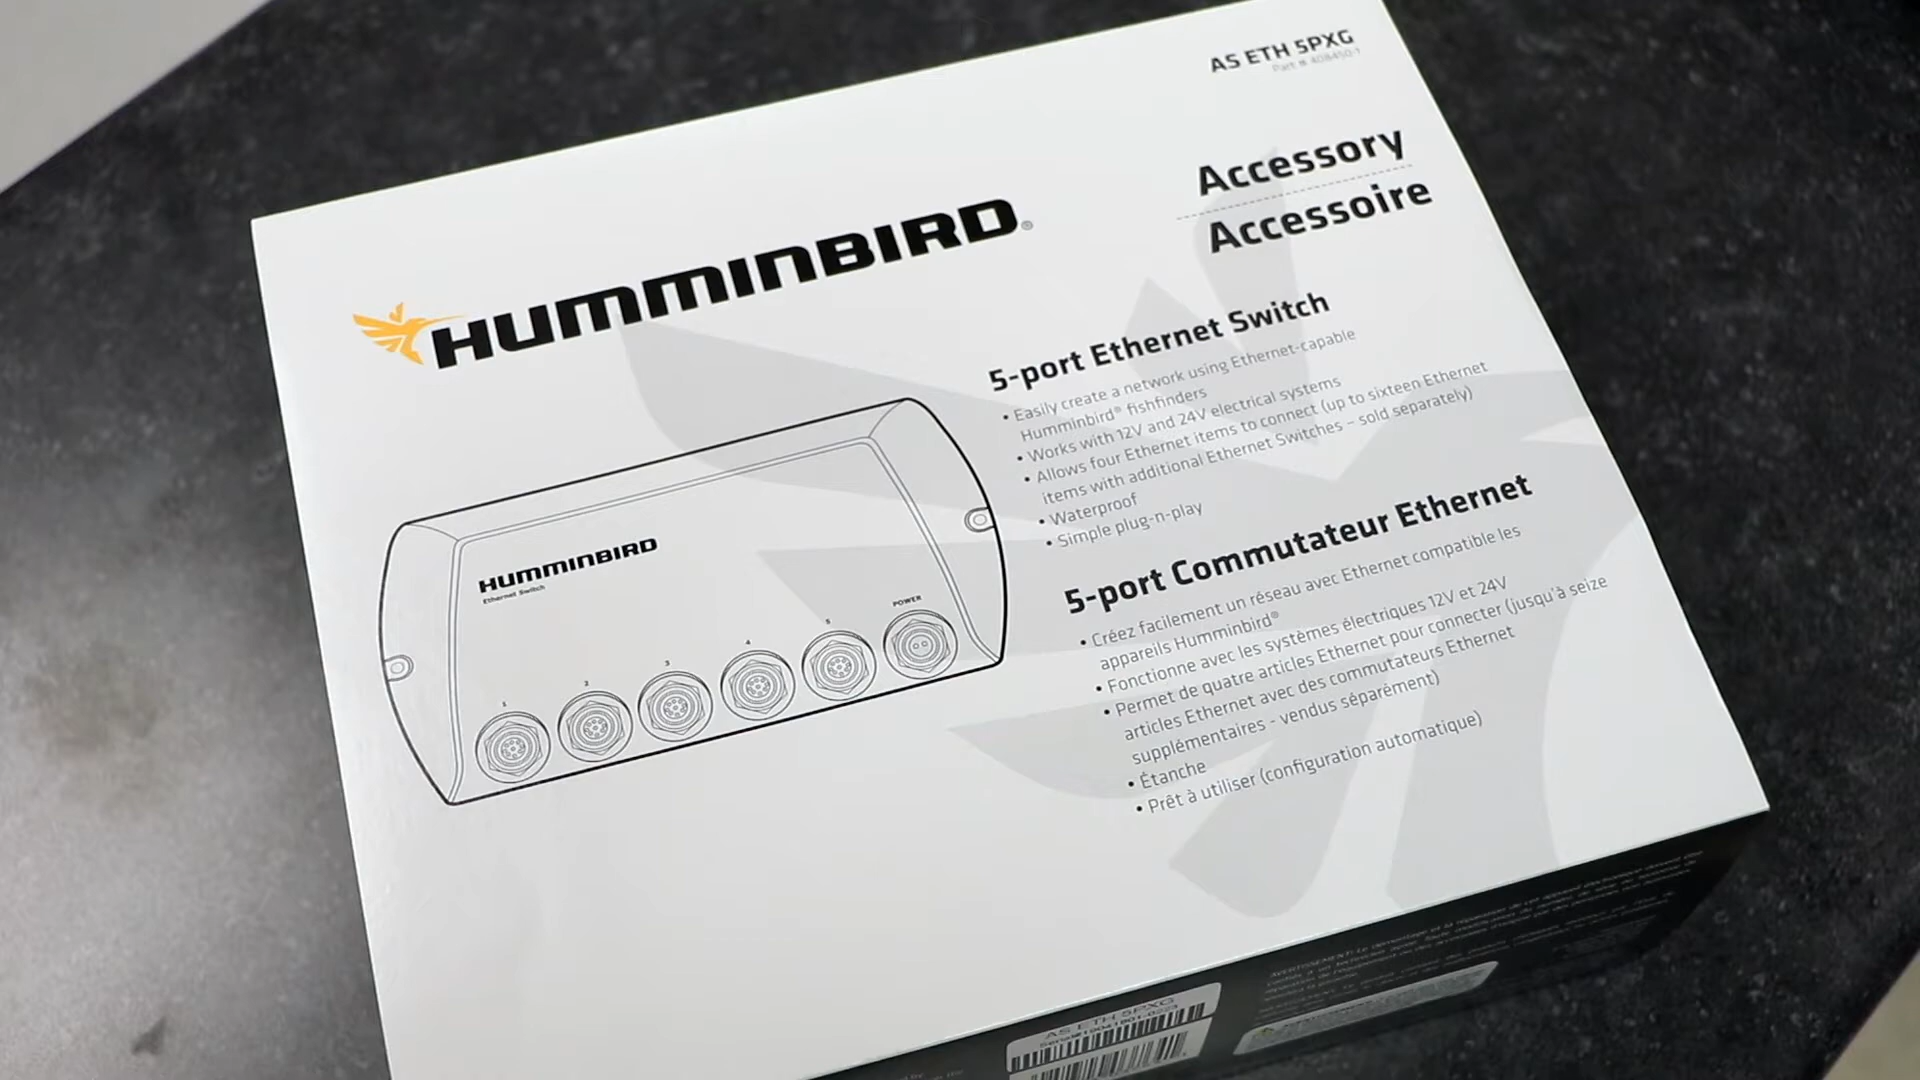 AS ETH 5PXG
Part # 408450-1
Accessory
Accessoire
HUMMINBIRD®
5-port Ethernet Switch
• Easily create a network using Ethernet-capable
Humminbird® fishfinders
• Works with 12V and 24V electrical systems
• Allows four Ethernet items to connect (up to sixteen Ethernet
items with additional Ethernet Switches – sold separately)
• Waterproof
• Simple plug-n-play
5-port Commutateur Ethernet
• Créez facilement un réseau avec Ethernet compatible les
appareils Humminbird®
• Fonctionne avec les systèmes électriques 12V et 24V
• Permet de quatre articles Ethernet pour connecter (jusqu'à seize
articles Ethernet avec des commutateurs Ethernet
supplémentaires - vendus séparément)
• Étanche
• Prêt à utiliser (configuration automatique)
HUMMINBIRD
Ethernet Switch
1
2
3
4
5
POWER
AS ETH 5PXG